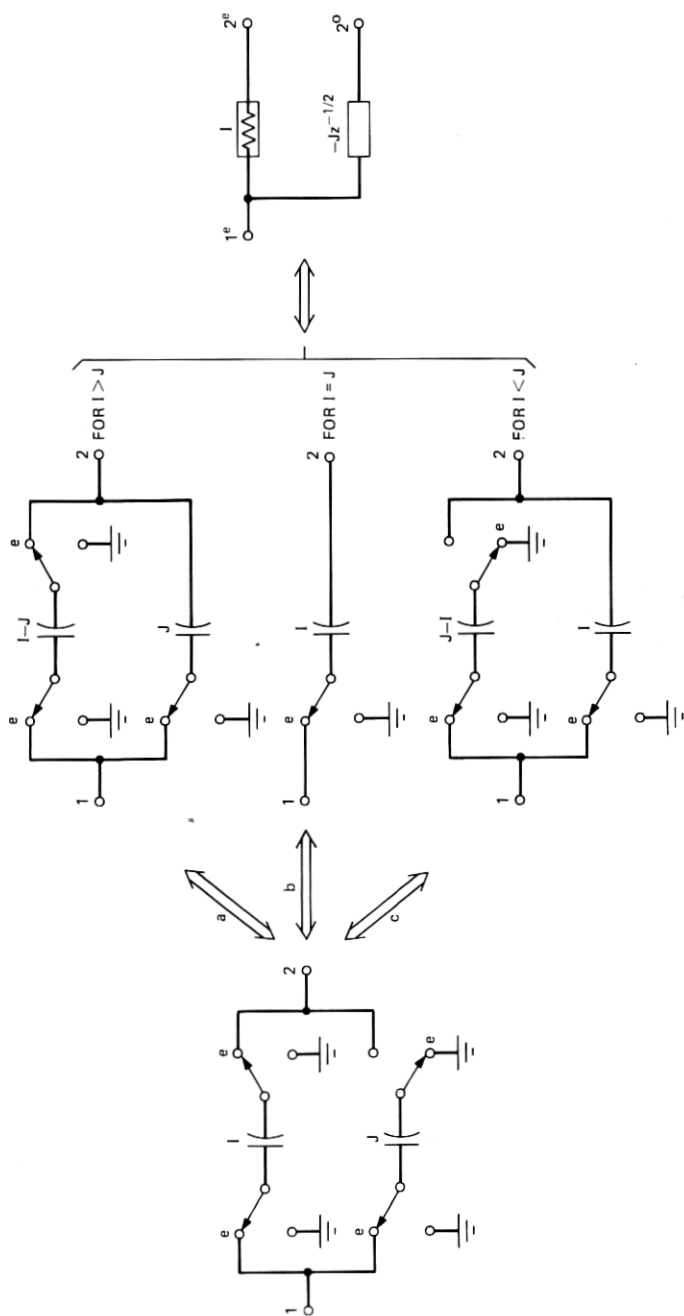 I
e
e
1
2
J
e
e
a
b
c
I–J
e
e
1
2 FOR I > J
J
e
1
e
I
2 FOR I = J
J–I
e
e
1
2 FOR I < J
I
e
I
1ᵉ
2ᵉ
–Jz⁻¹/²
2ᵒ